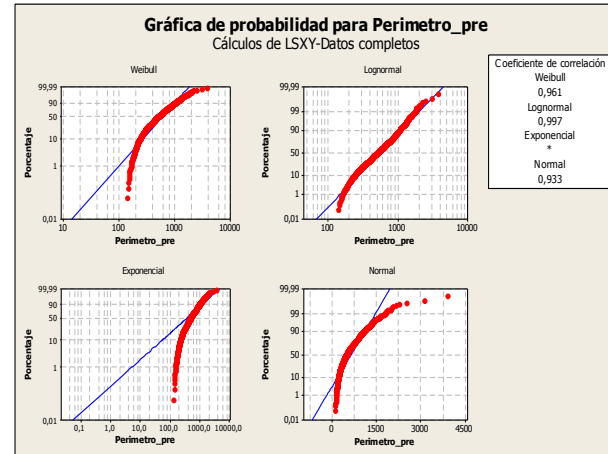 Gráfica de probabilidad para Perimetro_pre
Cálculos de LSXY-Datos completos
Weibull
Porcentaje
99,99
90
50
10
1
0,01
10 100 1000 10000
Perimetro_pre
Lognormal
Porcentaje
99,99
99
90
50
10
1
0,01
100 1000 10000
Perimetro_pre
Coeficiente de correlación
Weibull
0,961
Lognormal
0,997
Exponencial
*
Normal
0,933
Exponencial
Porcentaje
99,99
90
50
10
1
0,01
0,1 1,0 10,0 100,0 1000,0 10000,0
Perimetro_pre
Normal
Porcentaje
99,99
99
90
50
10
1
0,01
0 1500 3000 4500
Perimetro_pre